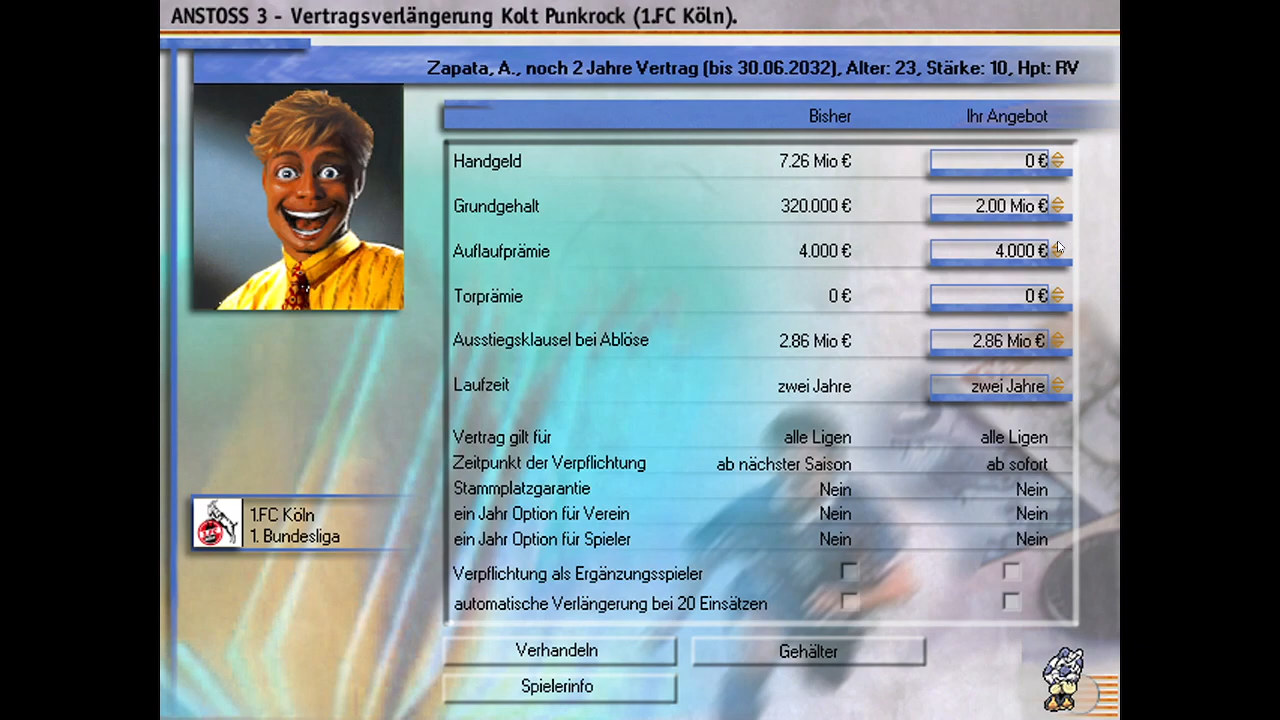 ANSTOSS 3 - Vertragsverlängerung Kolt Punkrock (1.FC Köln).
Zapata, A., noch 2 Jahre Vertrag (bis 30.06.2032), Alter: 23, Stärke: 10, Hpt: RV
Bisher Ihr Angebot
Handgeld 7.26 Mio € 0 €
Grundgehalt 320.000 € 2.00 Mio €
Auflaufprämie 4.000 € 4.000 €
Torprämie 0 € 0 €
Ausstiegsklausel bei Ablöse 2.86 Mio € 2.86 Mio €
Laufzeit zwei Jahre zwei Jahre
Vertrag gilt für alle Ligen alle Ligen
Zeitpunkt der Verpflichtung ab nächster Saison ab sofort
Stammplatzgarantie Nein Nein
ein Jahr Option für Verein Nein Nein
ein Jahr Option für Spieler Nein Nein
Verpflichtung als Ergänzungsspieler
automatische Verlängerung bei 20 Einsätzen
1.FC Köln
1. Bundesliga
Verhandeln Gehälter
Spielerinfo